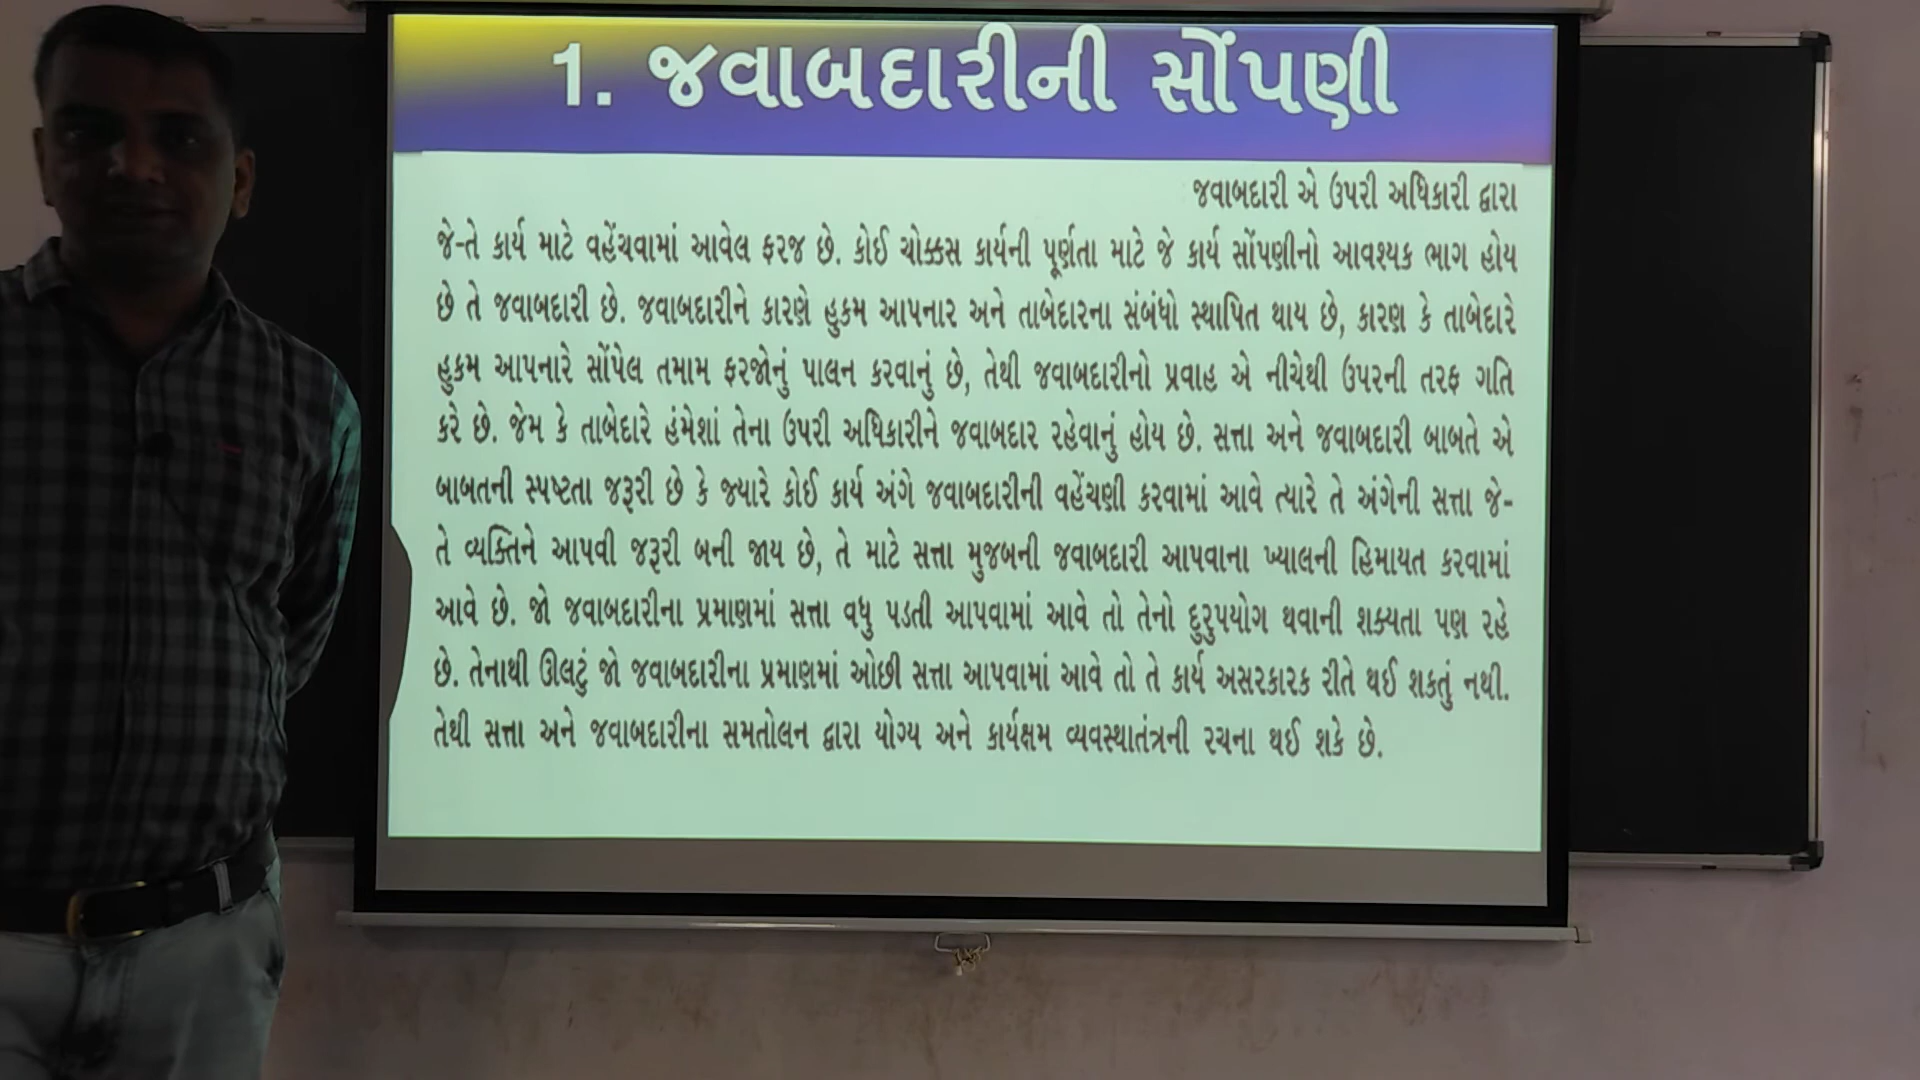 1. જવાબદારીની સોંપણી
જવાબદારી એ ઉપરી અધિકારી દ્વારા
જે-તે કાર્ય માટે વહેંચવામાં આવેલ ફરજ છે. કોઈ ચોક્કસ કાર્યની પૂર્ણતા માટે જે કાર્ય સોંપણીનો આવશ્યક ભાગ હોય
છે તે જવાબદારી છે. જવાબદારીને કારણે હુકમ આપનાર અને તાબેદારના સંબંધો સ્થાપિત થાય છે, કારણ કે તાબેદારે
હુકમ આપનારે સોંપેલ તમામ ફરજોનું પાલન કરવાનું છે, તેથી જવાબદારીનો પ્રવાહ એ નીચેથી ઉપરની તરફ ગતિ
કરે છે. જેમ કે તાબેદારે હંમેશાં તેના ઉપરી અધિકારીને જવાબદાર રહેવાનું હોય છે. સત્તા અને જવાબદારી બાબતે એ
બાબતની સ્પષ્ટતા જરૂરી છે કે જ્યારે કોઈ કાર્ય અંગે જવાબદારીની વહેંચણી કરવામાં આવે ત્યારે તે અંગેની સત્તા જે-
તે વ્યક્તિને આપવી જરૂરી બની જાય છે, તે માટે સત્તા મુજબની જવાબદારી આપવાના ખ્યાલની હિમાયત કરવામાં
આવે છે. જો જવાબદારીના પ્રમાણમાં સત્તા વધુ પડતી આપવામાં આવે તો તેનો દુરુપયોગ થવાની શક્યતા પણ રહે
છે. તેનાથી ઊલટું જો જવાબદારીના પ્રમાણમાં ઓછી સત્તા આપવામાં આવે તો તે કાર્ય અસરકારક રીતે થઈ શકતું નથી.
તેથી સત્તા અને જવાબદારીના સમતોલન દ્વારા યોગ્ય અને કાર્યક્ષમ વ્યવસ્થાતંત્રની રચના થઈ શકે છે.